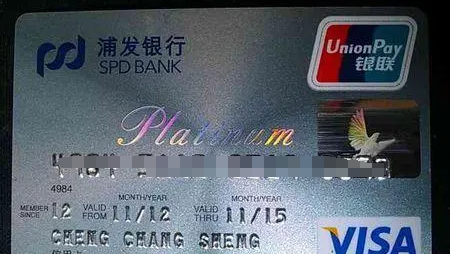 浦发银行
SPD BANK
UnionPay
银联
Platinum
4984
MONTH/YEAR MONTH/YEAR
MEMBER SINCE 12 VALID FROM 11/12 VALID THRU 11/15
CHENG CHANG SHENG
VISA